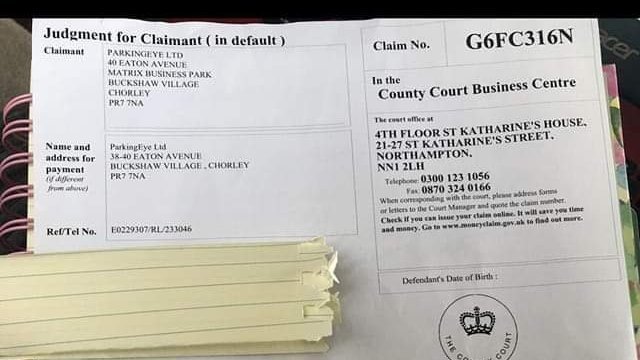 Judgment for Claimant ( in default )
Claimant
PARKINGEYE LTD
40 EATON AVENUE
MATRIX BUSINESS PARK
BUCKSHAW VILLAGE
CHORLEY
PR7 7NA
Name and
address for
payment
(if different
from above)
ParkingEye Ltd
38-40 EATON AVENUE
BUCKSHAW VILLAGE , CHORLEY
PR7 7NA
Ref/Tel No.
E0229307/RL/233046
Claim No.
G6FC316N
In the
County Court Business Centre
The court office at
4TH FLOOR ST KATHARINE'S HOUSE,
21-27 ST KATHARINE'S STREET,
NORTHAMPTON,
NN1 2LH
Telephone: 0300 123 1056
Fax: 0870 324 0166
When corresponding with the court, please address forms
or letters to the Court Manager and quote the claim number.
Check if you can issue your claim online. It will save you time
and money. Go to www.moneyclaim.gov.uk to find out more.
Defendant's Date of Birth :
THE COUNTY COURT
acer